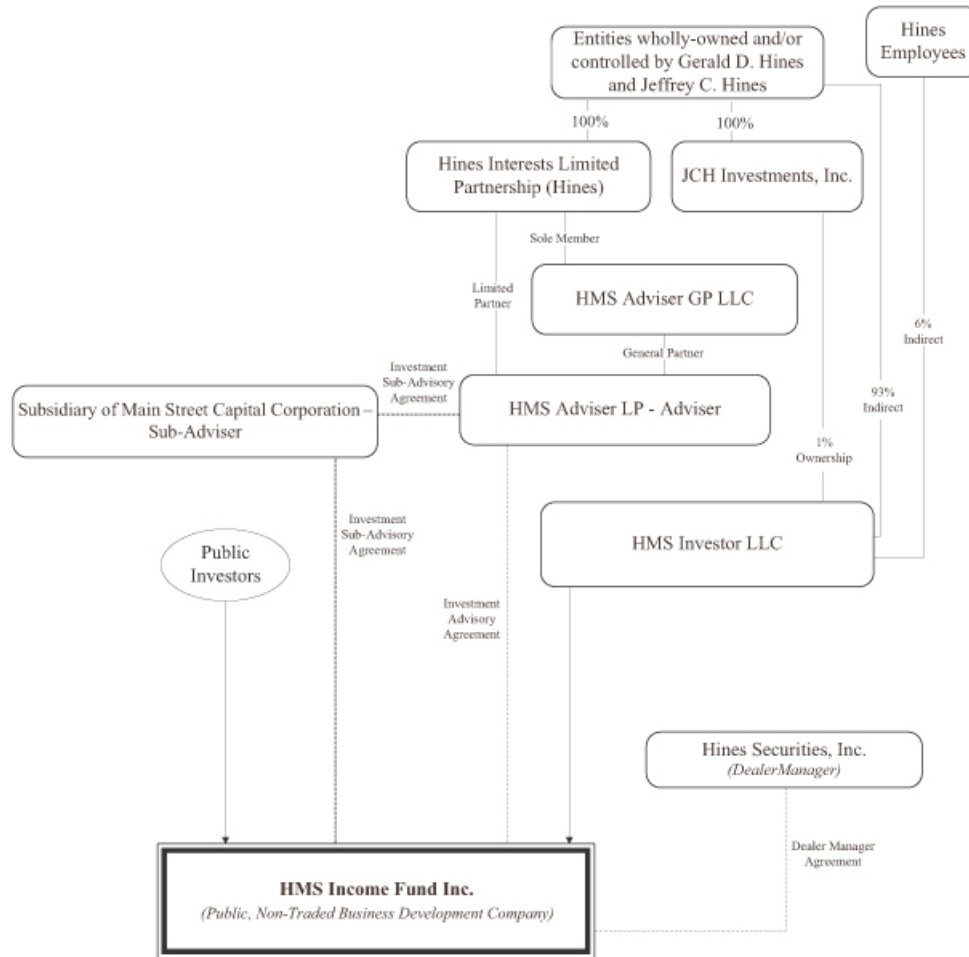 Hines
Employees
Entities wholly-owned and/or
controlled by Gerald D. Hines
and Jeffrey C. Hines
100%
100%
Hines Interests Limited
Partnership (Hines)
JCH Investments, Inc.
Sole Member
Limited
Partner
HMS Adviser GP LLC
6%
Indirect
General Partner
Investment
Sub-Advisory
Agreement
93%
Indirect
Subsidiary of Main Street Capital Corporation –
Sub-Adviser
HMS Adviser LP - Adviser
1%
Ownership
Investment
Sub-Advisory
Agreement
HMS Investor LLC
Public
Investors
Investment
Advisory
Agreement
Hines Securities, Inc.
(DealerManager)
Dealer Manager
Agreement
HMS Income Fund Inc.
(Public, Non-Traded Business Development Company)